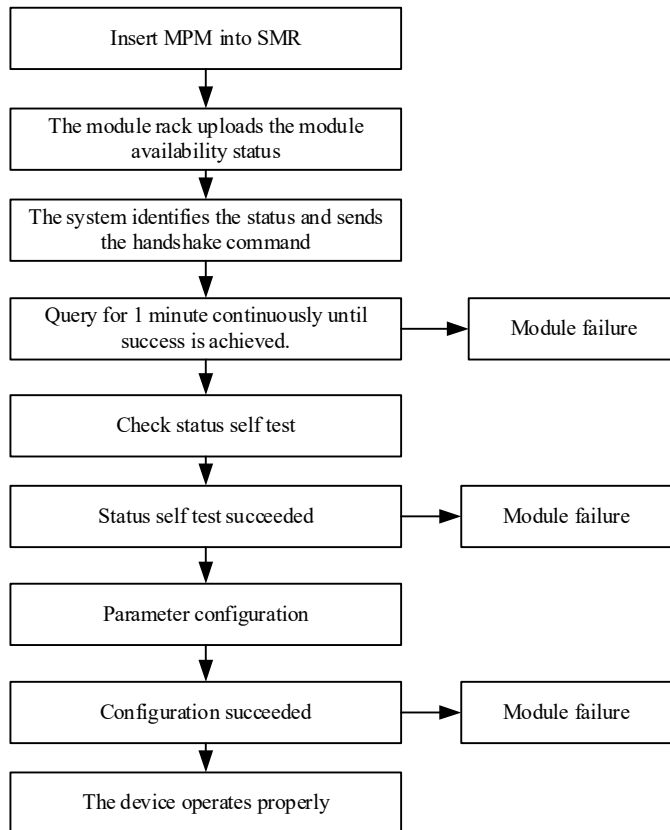 Insert MPM into SMR
The module rack uploads the module
availability status
The system identifies the status and sends
the handshake command
Query for 1 minute continuously until
success is achieved.
Module failure
Check status self test
Status self test succeeded
Module failure
Parameter configuration
Configuration succeeded
Module failure
The device operates properly